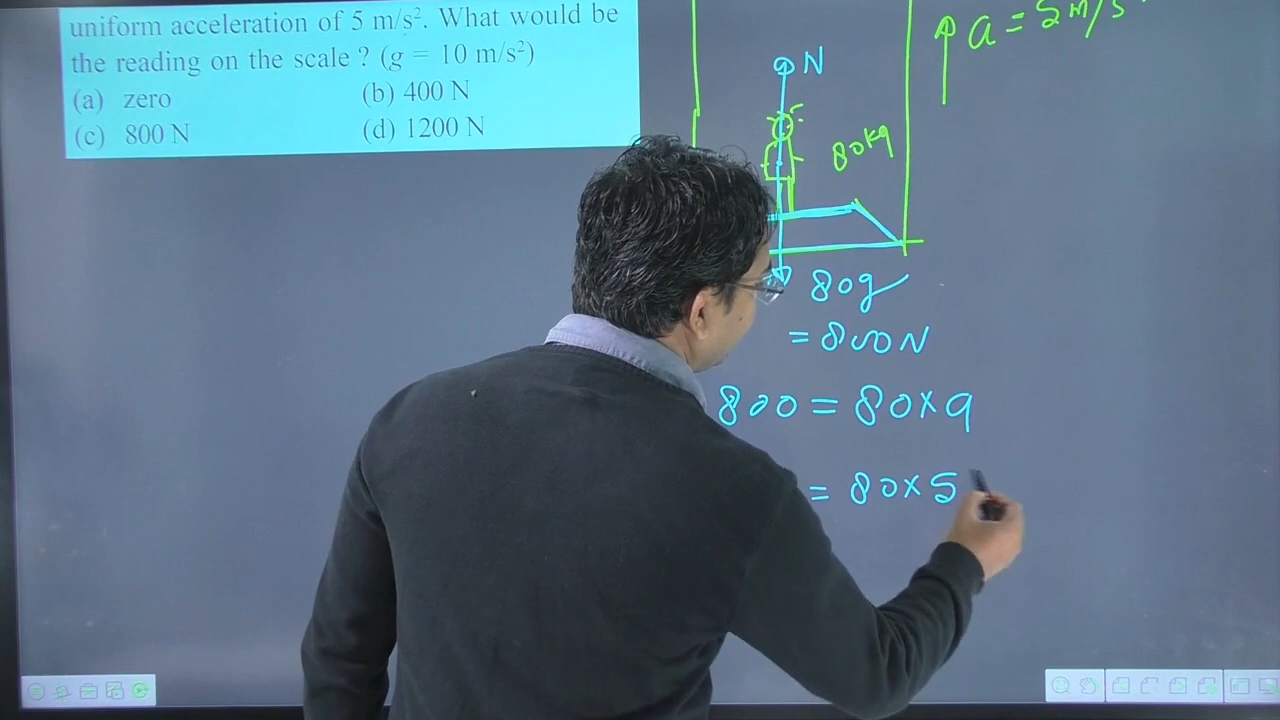 uniform acceleration of 5 m/s². What would be
the reading on the scale ? (g = 10 m/s²)
(a) zero (b) 400 N
(c) 800 N (d) 1200 N
a = 5 m/s
N
80kg
80g
= 800N
800 = 80×a
= 80×5